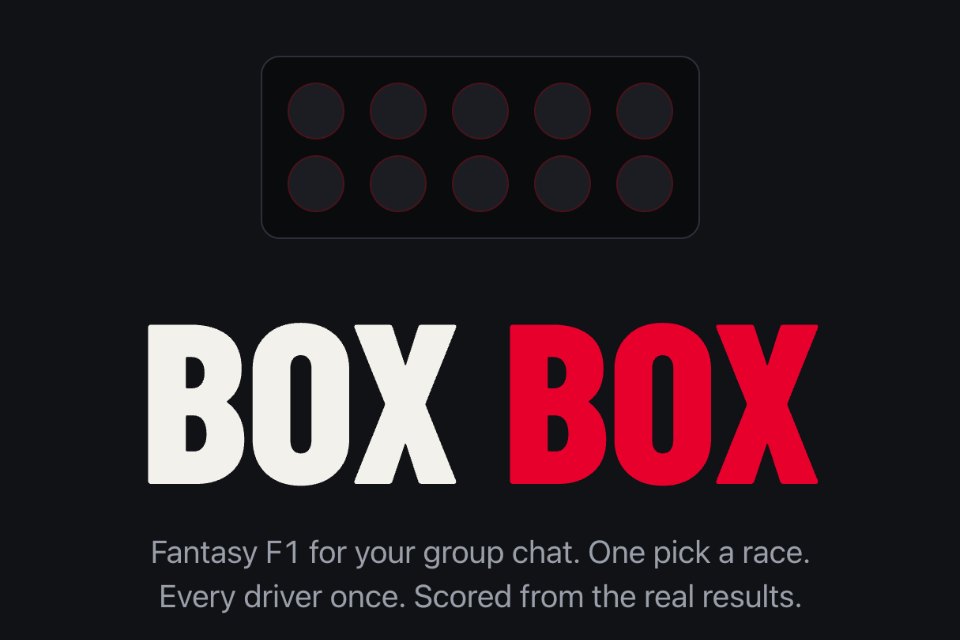 BOX BOX
Fantasy F1 for your group chat. One pick a race.
Every driver once. Scored from the real results.